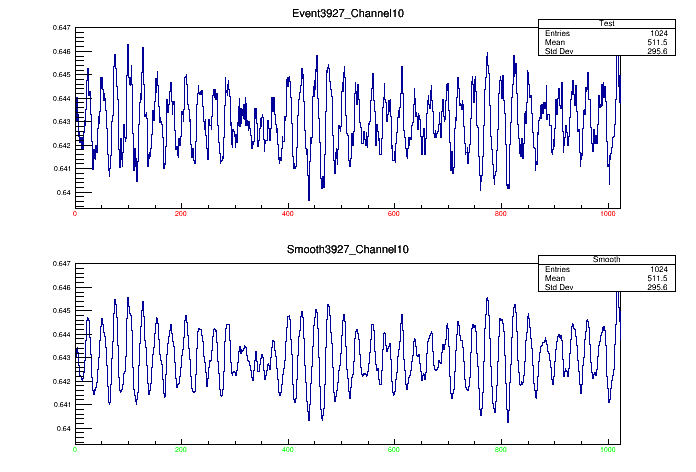 Event3927_Channel10
Test
Entries 1024
Mean 511.5
Std Dev 295.6
0.647
0.646
0.645
0.644
0.643
0.642
0.641
0.64
0 200 400 600 800 1000
Smooth3927_Channel10
Smooth
Entries 1024
Mean 511.5
Std Dev 295.6
0.647
0.646
0.645
0.644
0.643
0.642
0.641
0.64
0 200 400 600 800 1000